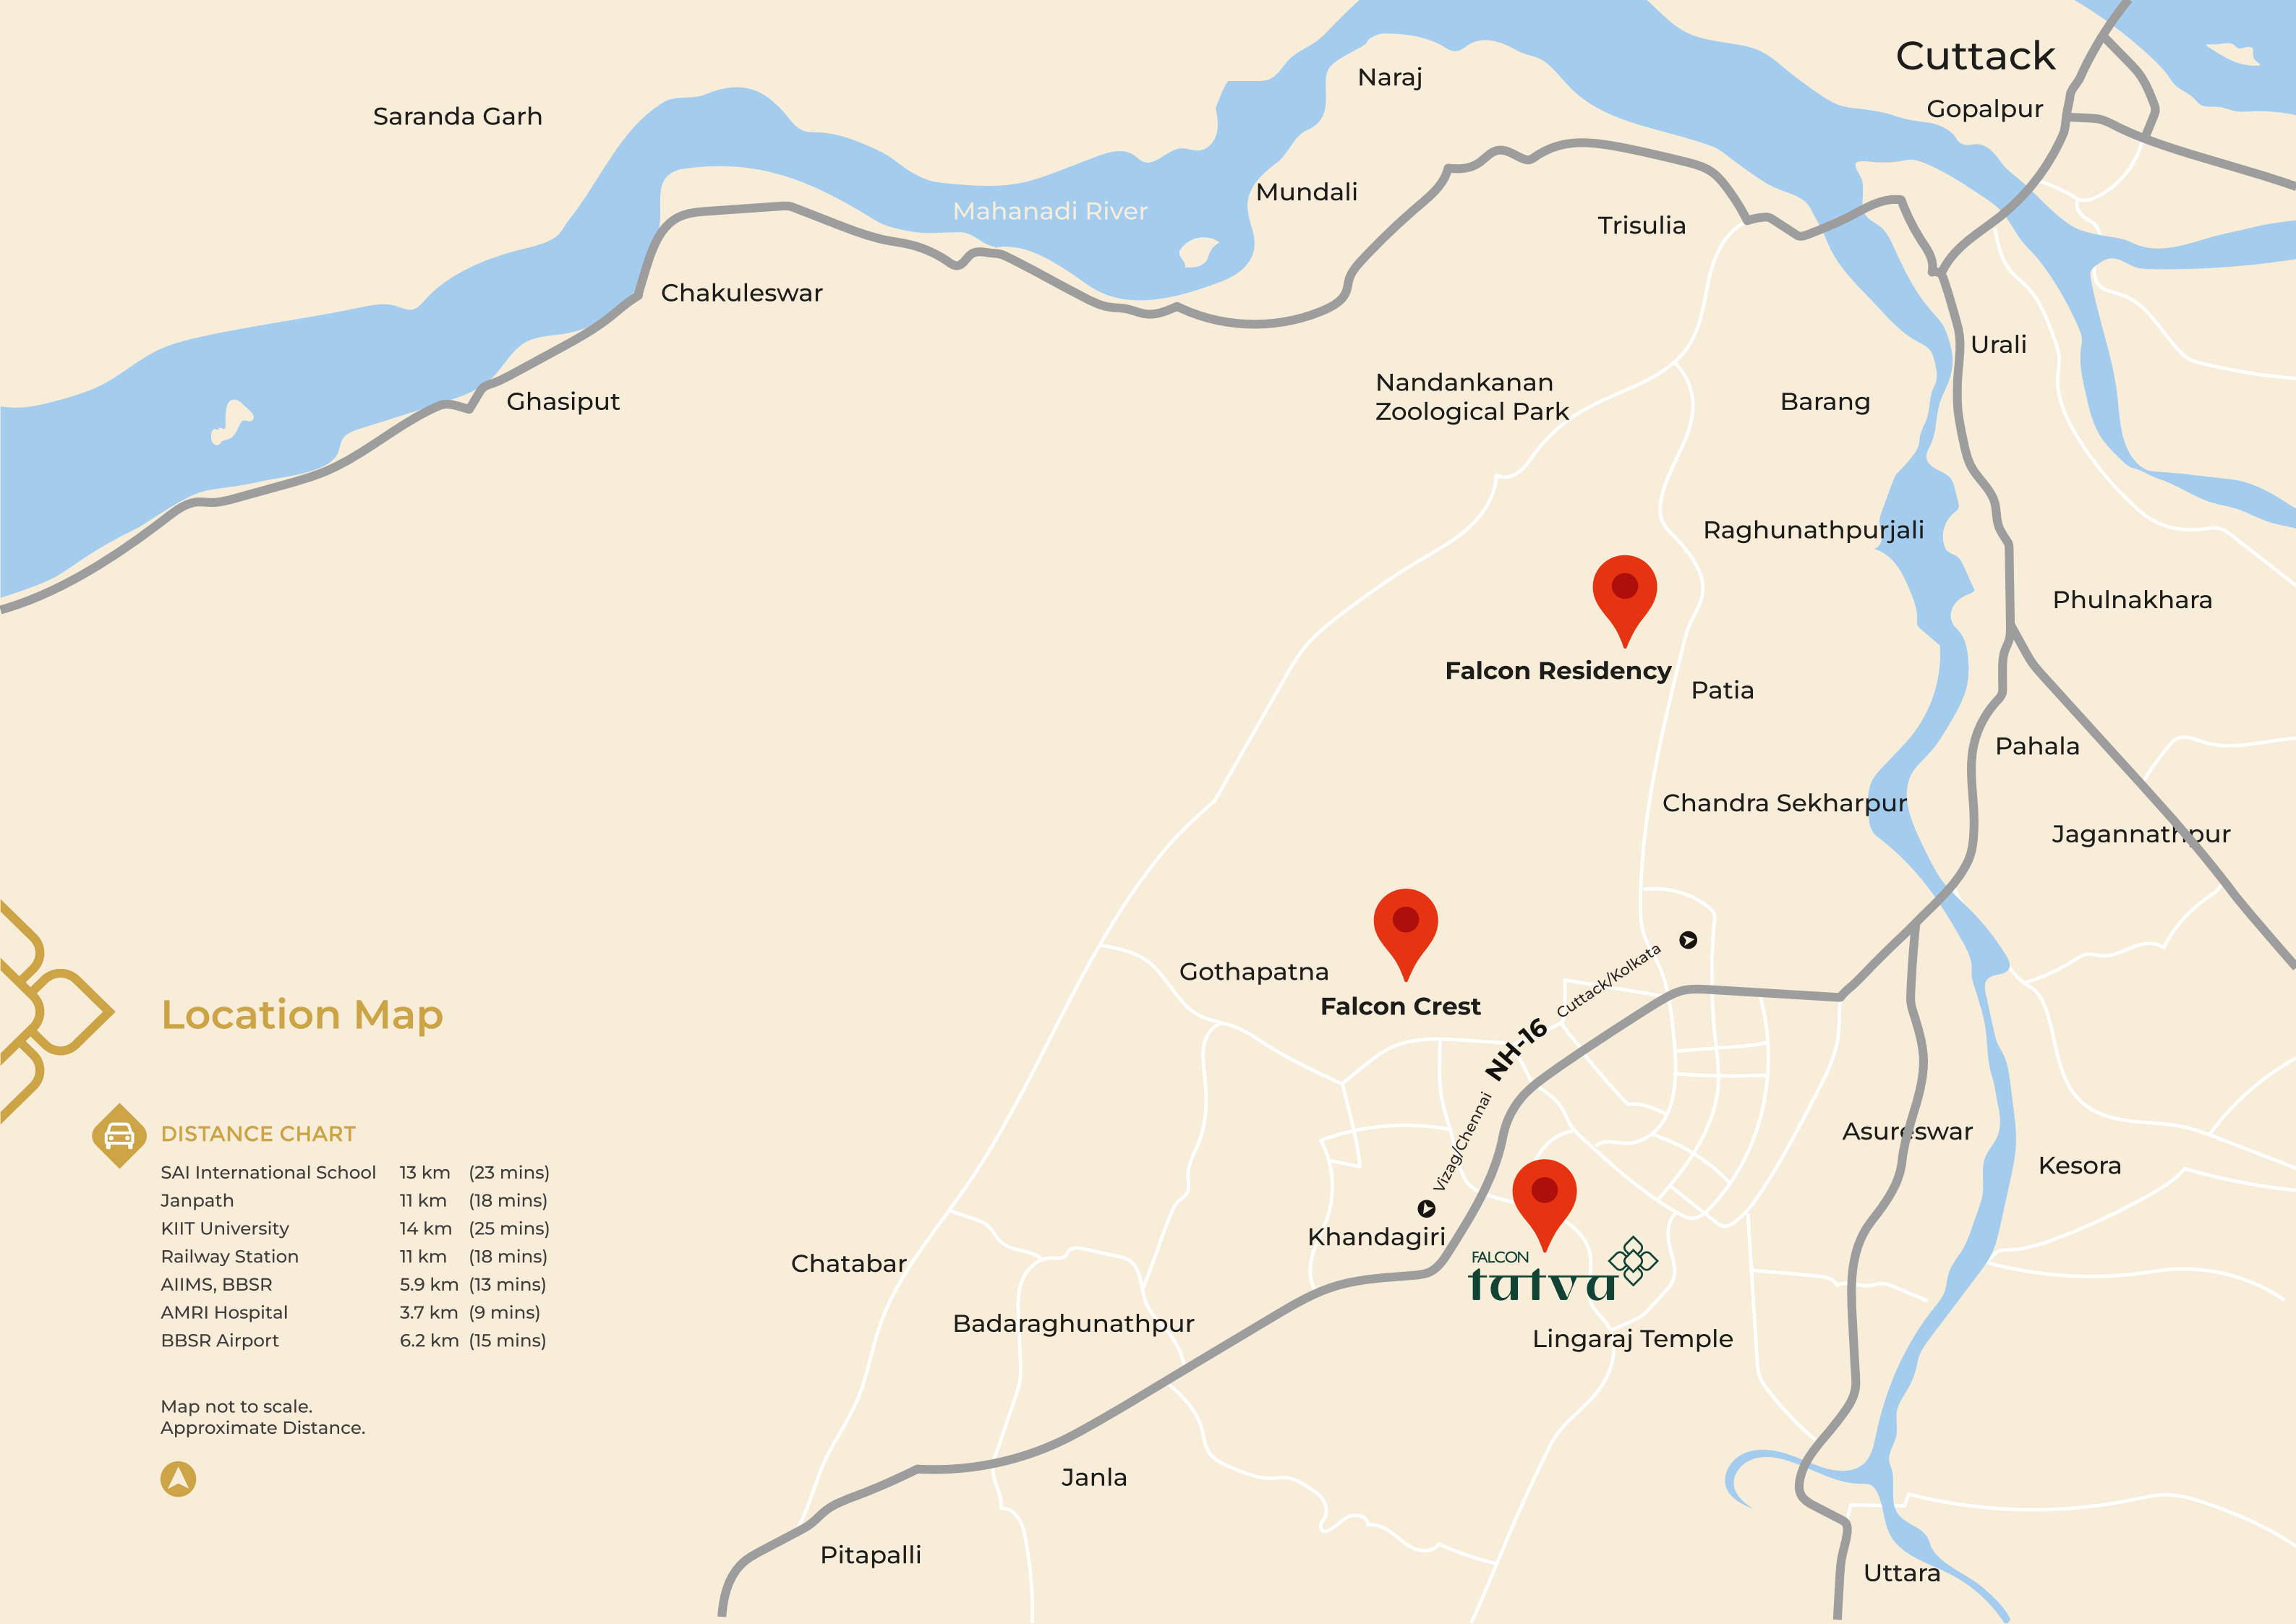 Cuttack
Gopalpur
Naraj
Saranda Garh
Mundali
Mahanadi River
Trisulia
Chakuleswar
Urali
Nandankanan
Zoological Park
Barang
Ghasiput
Raghunathpurjali
Phulnakhara
Falcon Residency
Patia
Pahala
Chandra Sekharpur
Jagannathpur
Gothapatna
Falcon Crest
Cuttack/Kolkata
NH-16
Vizag/Chennai
Location Map
DISTANCE CHART
SAI International School 13 km (23 mins)
Janpath 11 km (18 mins)
KIIT University 14 km (25 mins)
Railway Station 11 km (18 mins)
AIIMS, BBSR 5.9 km (13 mins)
AMRI Hospital 3.7 km (9 mins)
BBSR Airport 6.2 km (15 mins)
Map not to scale.
Approximate Distance.
Asureswar
Kesora
Khandagiri
Chatabar
FALCON
tatva
Badaraghunathpur
Lingaraj Temple
Janla
Pitapalli
Uttara